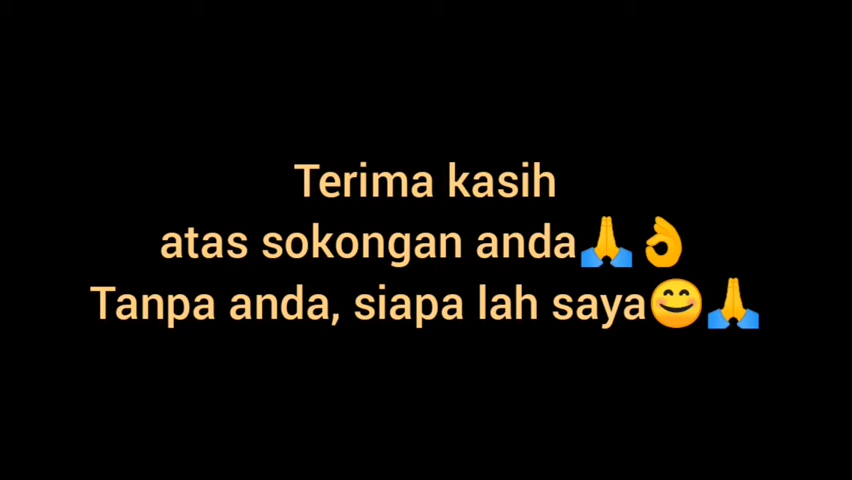 Terima kasih
atas sokongan anda🙏👌
Tanpa anda, siapa lah saya😊🙏